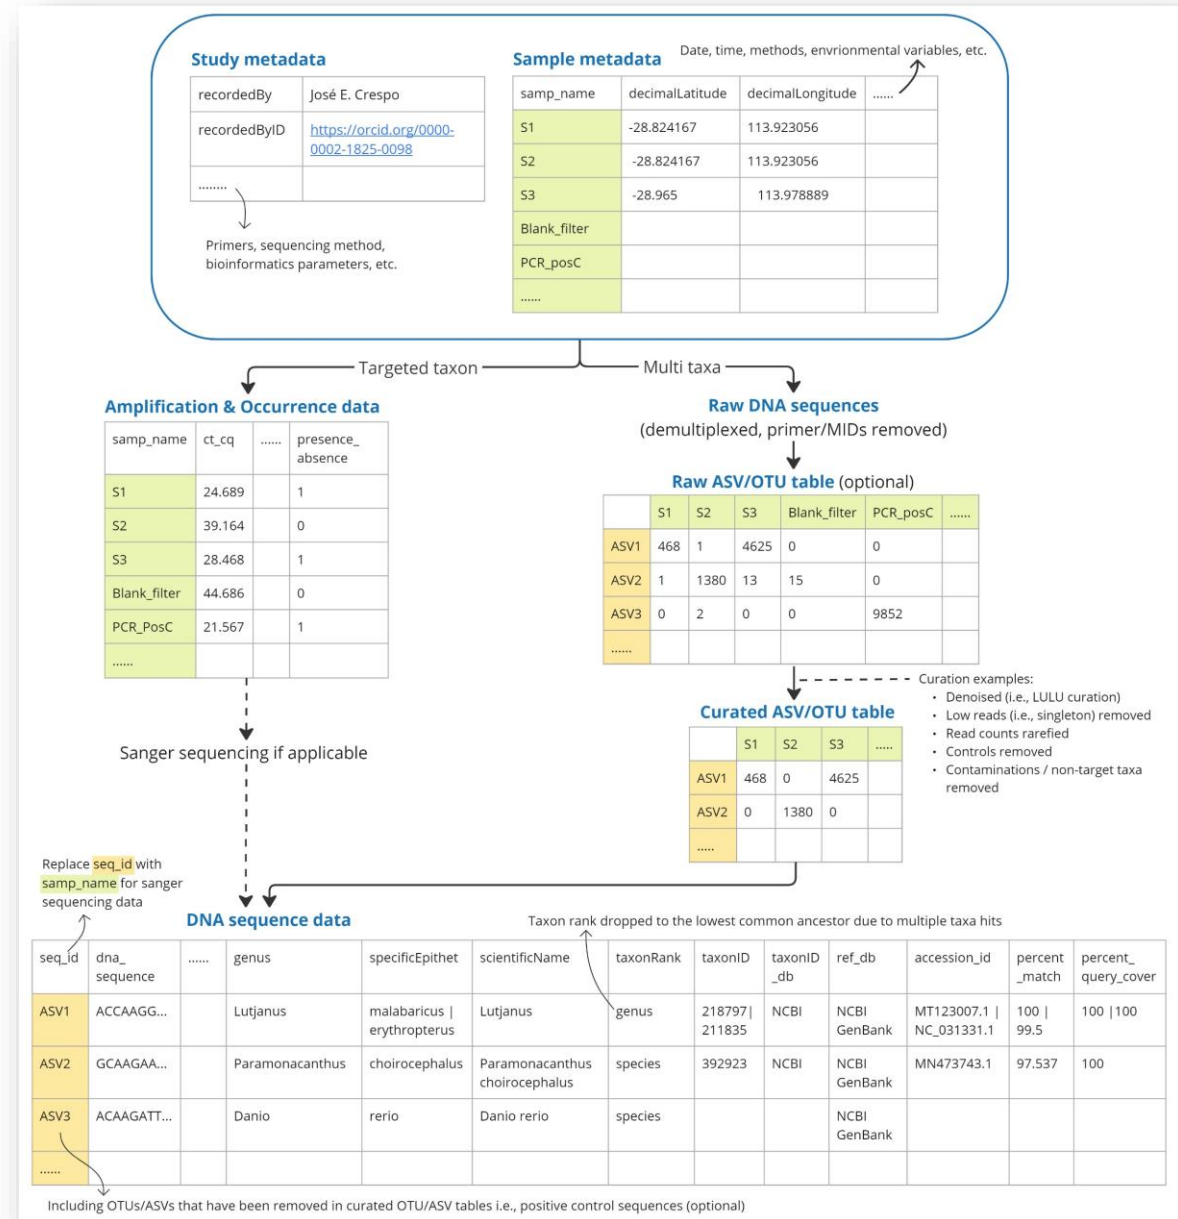 Study metadata
recordedBy José E. Crespo
recordedByID https://orcid.org/0000-
0002-1825-0098
........
Primers, sequencing method,
bioinformatics parameters, etc.
Sample metadata
Date, time, methods, envrionmental variables, etc.
samp_name decimalLatitude decimalLongitude ......
S1 -28.824167 113.923056
S2 -28.824167 113.923056
S3 -28.965 113.978889
Blank_filter
PCR_posC
......
Targeted taxon
Multi taxa
Amplification & Occurrence data
samp_name ct_cq ...... presence_
absence
S1 24.689 1
S2 39.164 0
S3 28.468 1
Blank_filter 44.686 0
PCR_PosC 21.567 1
......
Sanger sequencing if applicable
Raw DNA sequences
(demultiplexed, primer/MIDs removed)
Raw ASV/OTU table (optional)
S1 S2 S3 Blank_filter PCR_posC ......
ASV1 468 1 4625 0 0
ASV2 1 1380 13 15 0
ASV3 0 2 0 0 9852
......
Curation examples:
• Denoised (i.e., LULU curation)
• Low reads (i.e., singleton) removed
• Read counts rarefied
• Controls removed
• Contaminations / non-target taxa
removed
Curated ASV/OTU table
S1 S2 S3 .....
ASV1 468 0 4625
ASV2 0 1380 0
.....
Replace seq_id with
samp_name for sanger
sequencing data
DNA sequence data
Taxon rank dropped to the lowest common ancestor due to multiple taxa hits
seq_id dna_ ...... genus specificEpithet scientificName taxonRank taxonID taxonID ref_db accession_id percent percent_
sequence _db _match query_cover
ASV1 ACCAAGG... Lutjanus malabaricus | Lutjanus genus 218797| NCBI NCBI MT123007.1 | 100 | 100 |100
erythropterus 211835 GenBank NC_031331.1 99.5
ASV2 GCAAGAA... Paramonacanthus choirocephalus Paramonacanthus species 392923 NCBI NCBI MN473743.1 97.537 100
choirocephalus GenBank
ASV3 ACAAGATT... Danio rerio Danio rerio species NCBI
GenBank
......
Including OTUs/ASVs that have been removed in curated OTU/ASV tables i.e., positive control sequences (optional)